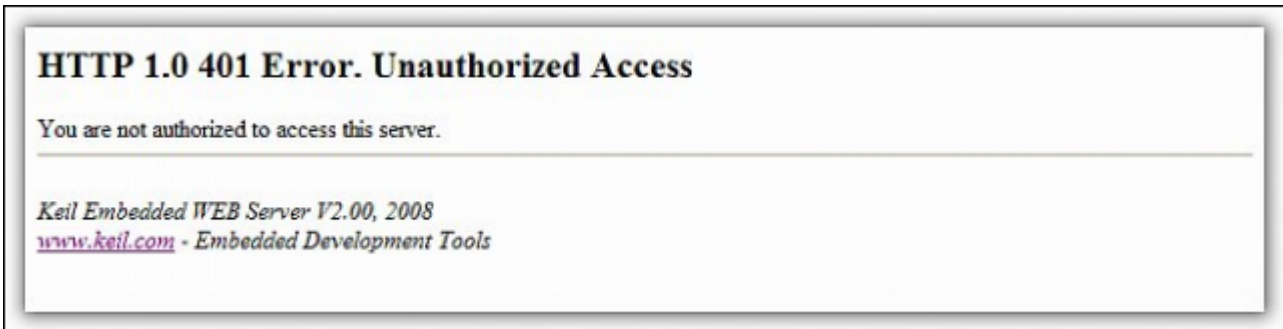 HTTP 1.0 401 Error. Unauthorized Access
You are not authorized to access this server.
Keil Embedded WEB Server V2.00, 2008
www.keil.com - Embedded Development Tools